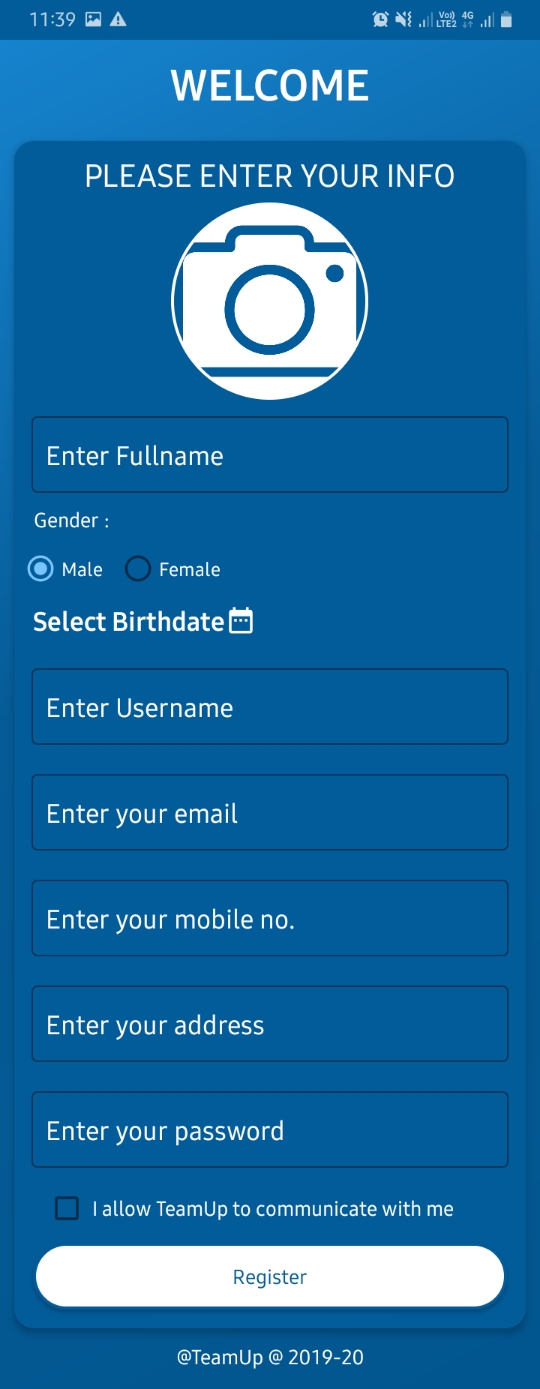 11:39
Vo)) 4G
LTE2
WELCOME
PLEASE ENTER YOUR INFO
Enter Fullname
Gender :
Male Female
Select Birthdate
Enter Username
Enter your email
Enter your mobile no.
Enter your address
Enter your password
I allow TeamUp to communicate with me
Register
@TeamUp @ 2019-20